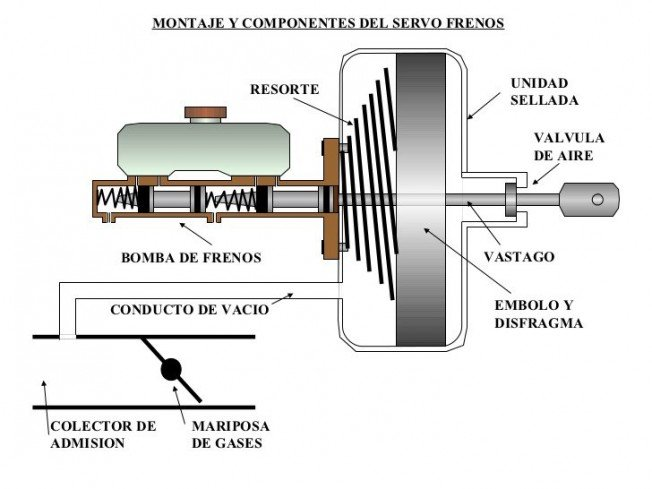 MONTAJE Y COMPONENTES DEL SERVO FRENOS
RESORTE
UNIDAD
SELLADA
VALVULA
DE AIRE
BOMBA DE FRENOS
VASTAGO
CONDUCTO DE VACIO
EMBOLO Y
DISFRAGMA
COLECTOR DE
ADMISION
MARIPOSA
DE GASES